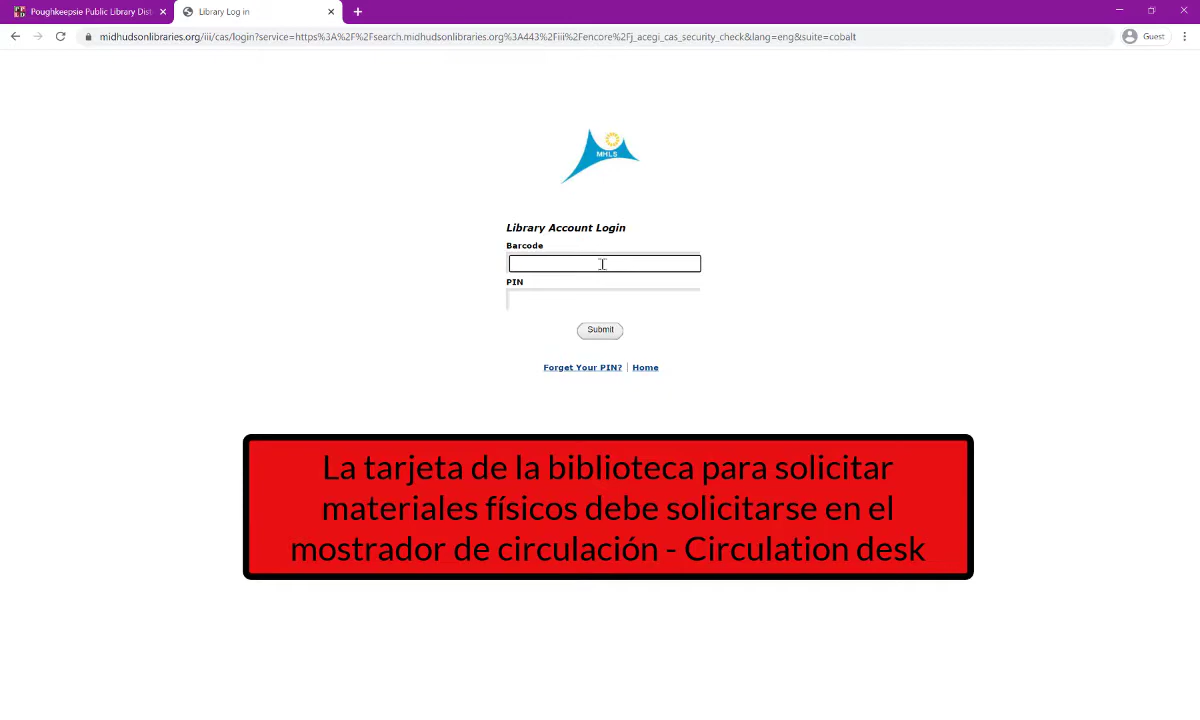 Poughkeepsie Public Library Dist
Library Log in
midhudsonlibraries.org/iii/cas/login?service=https%3A%2F%2Fsearch.midhudsonlibraries.org%3A443%2Fiii%2Fencore%2Fj_acegi_cas_security_check&lang=eng&suite=cobalt
Guest
MHLS
Library Account Login
Barcode
PIN
Submit
Forget Your PIN? | Home
La tarjeta de la biblioteca para solicitar
materiales físicos debe solicitarse en el
mostrador de circulación - Circulation desk